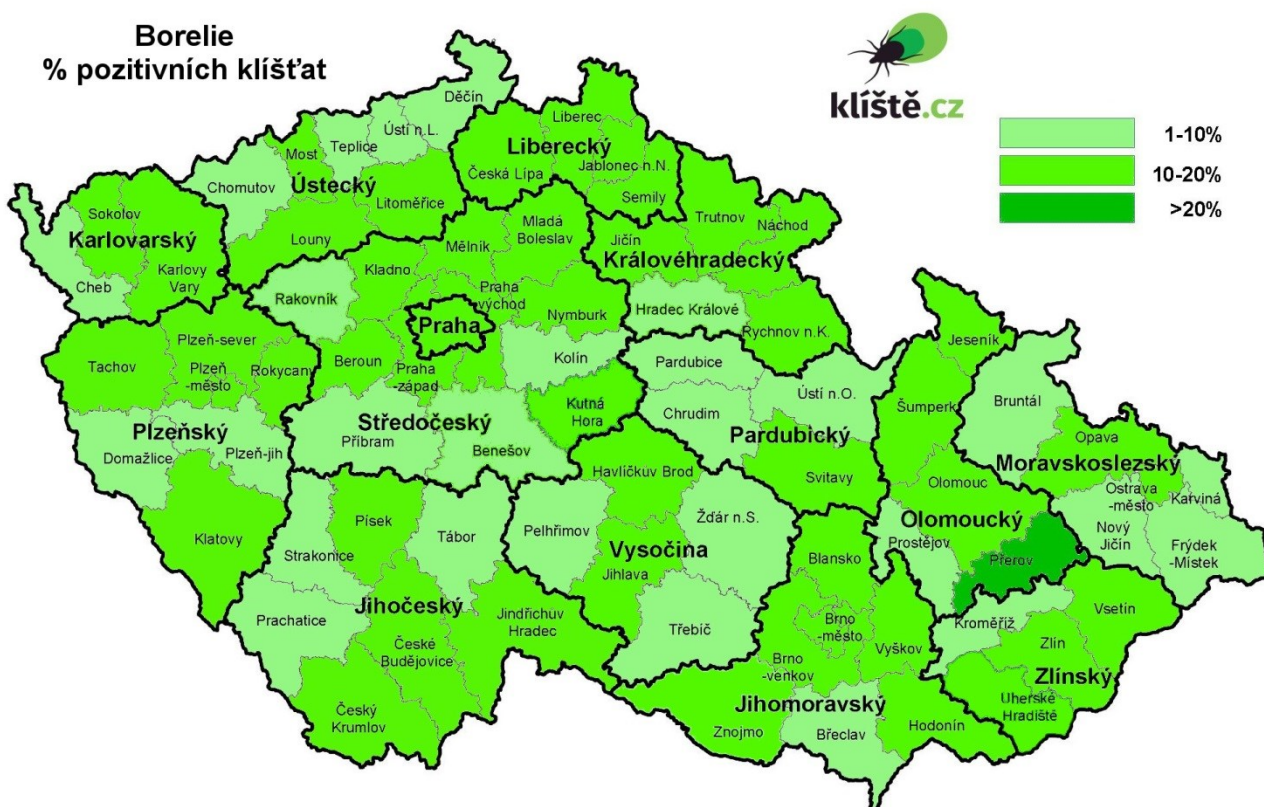 Borelie
% pozitivních klíšťat
klíště.cz
1-10%
10-20%
>20%
Děčín
Ústí n.L.
Teplice
Most
Ústecký
Chomutov
Litoměřice
Louny
Liberec
Liberecký
Jablonec n.N.
Česká Lípa
Semily
Sokolov
Karlovarský
Karlovy
Vary
Cheb
Trutnov
Náchod
Jičín
Královéhradecký
Hradec Králové
Rychnov n.K.
Mladá
Boleslav
Mělník
Kladno
Rakovník
Praha
-východ
Nymburk
Praha
Kolín
Beroun
Praha
-západ
Kutná
Hora
Středočeský
Příbram
Benešov
Tachov
Plzeň-sever
Plzeň
-město
Rokycany
Plzeňský
Domažlice
Plzeň-jih
Klatovy
Pardubice
Ústí n.O.
Chrudim
Pardubický
Svitavy
Jeseník
Šumperk
Olomouc
Olomoucký
Prostějov
Přerov
Bruntál
Opava
Moravskoslezský
Ostrava
-město
Karviná
Nový
Jičín
Frýdek
-Místek
Havlíčkuv Brod
Pelhřimov
Žďár n.S.
Vysočina
Jihlava
Třebíč
Strakonice
Písek
Tábor
Prachatice
Jihočeský
Jindřichuv
Hradec
České
Budějovice
Český
Krumlov
Blansko
Brno
-město
Vyškov
Brno
-venkov
Jihomoravský
Znojmo
Břeclav
Hodonín
Kroměříž
Vsetín
Zlín
Zlínský
Uherské
Hradiště